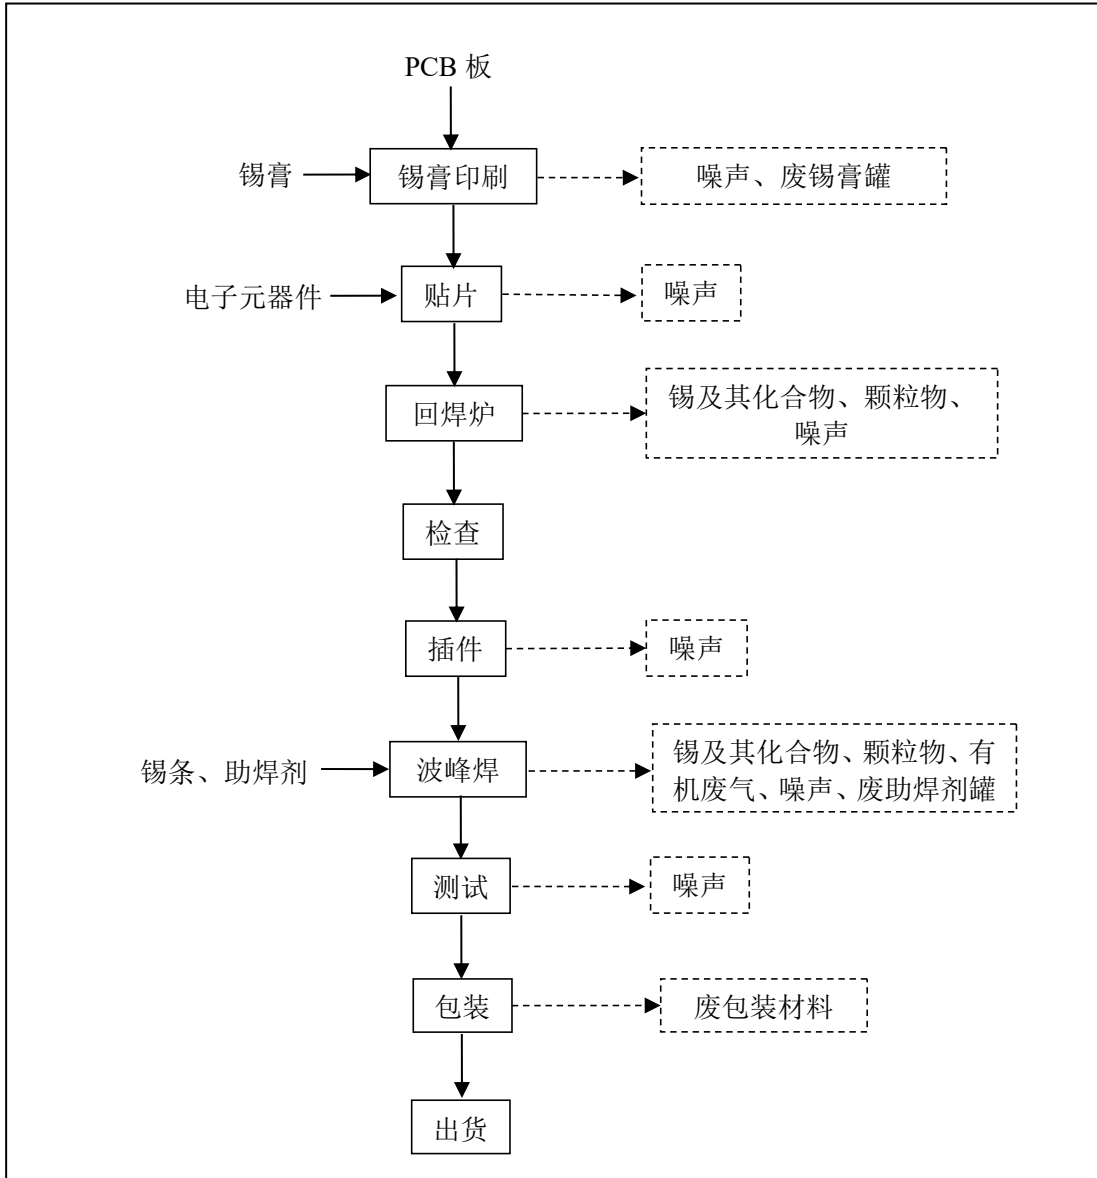 PCB 板
锡膏
锡膏印刷
噪声、废锡膏罐
电子元器件
贴片
噪声
回焊炉
锡及其化合物、颗粒物、
噪声
检查
插件
噪声
锡条、助焊剂
波峰焊
锡及其化合物、颗粒物、有
机废气、噪声、废助焊剂罐
测试
噪声
包装
废包装材料
出货